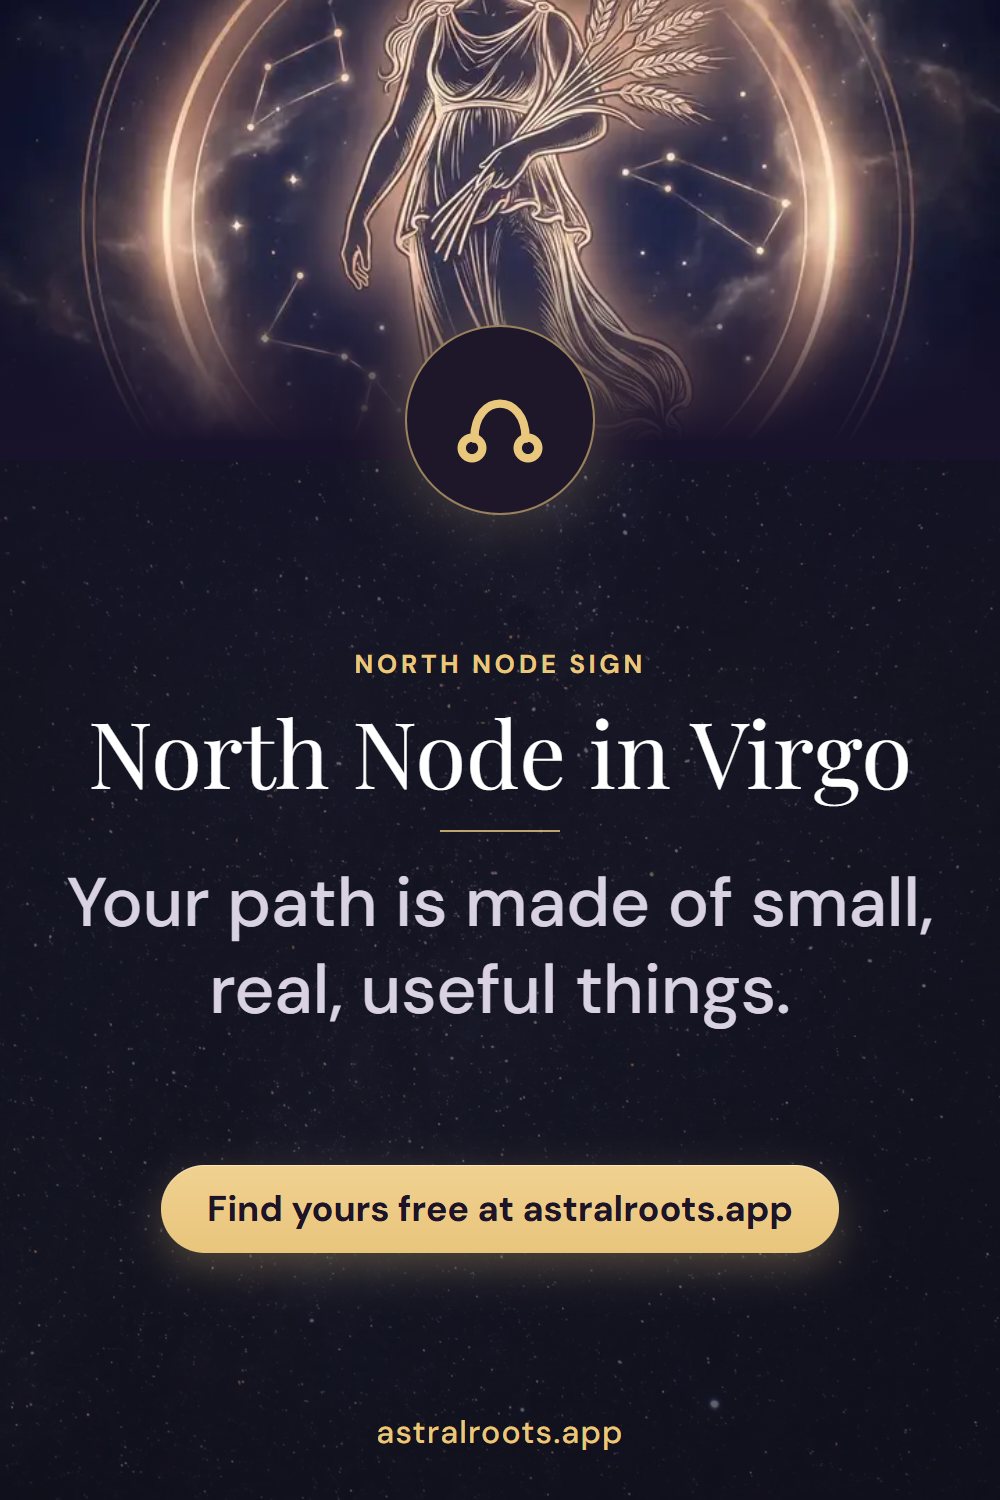 NORTH NODE SIGN
North Node in Virgo
Your path is made of small,
real, useful things.
Find yours free at astralroots.app
astralroots.app